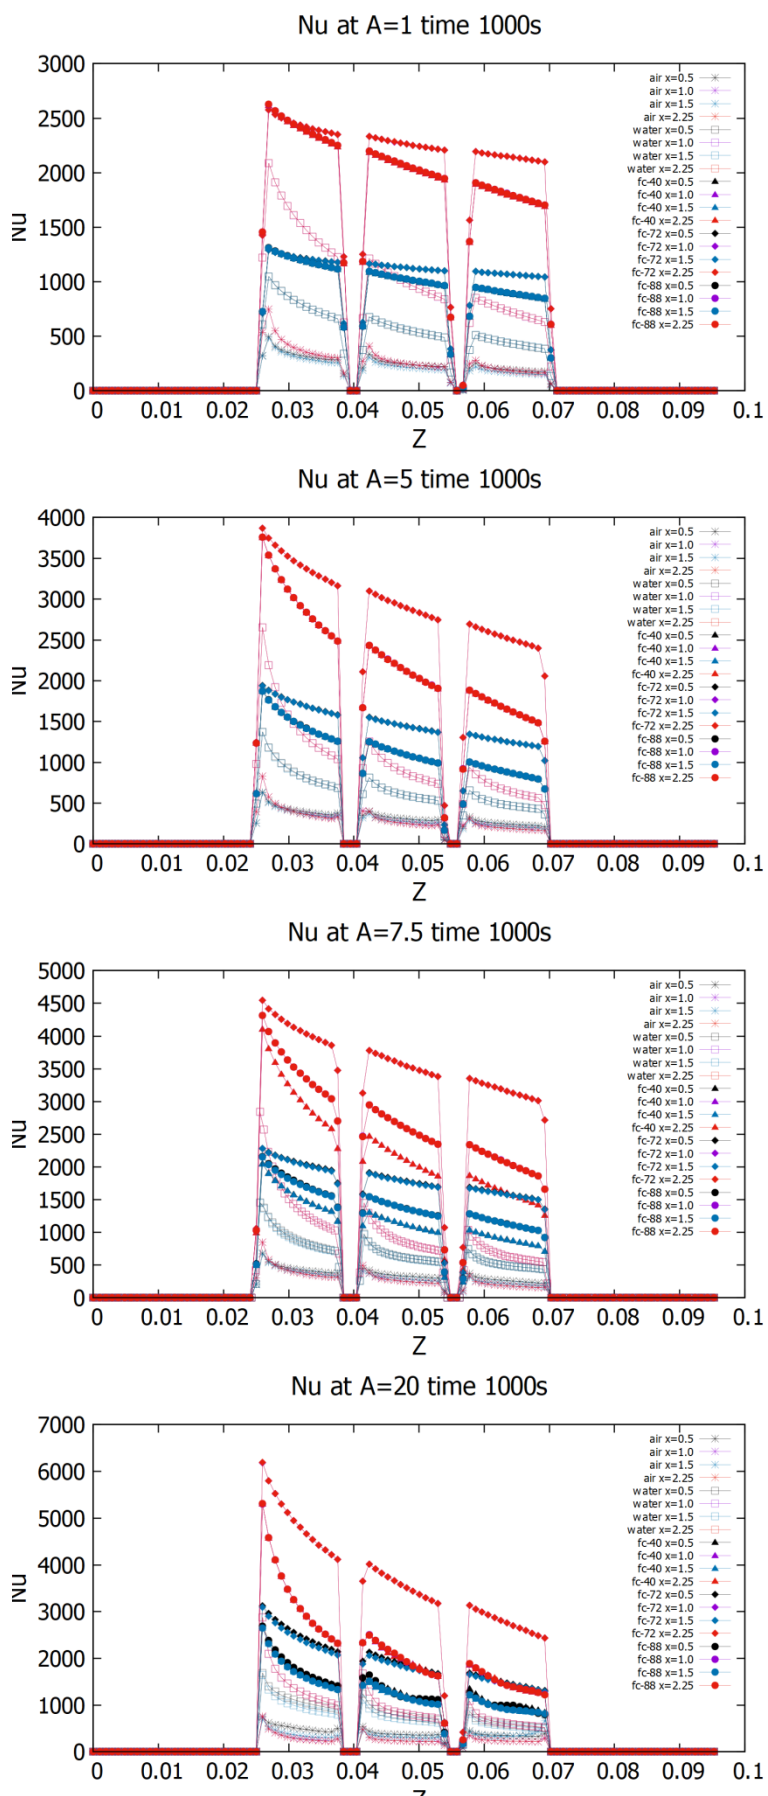 Nu at A=1 time 1000s
3000
2500
2000
1500
1000
500
0
Nu
air x=0.5
air x=1.0
air x=1.5
air x=2.25
water x=0.5
water x=1.0
water x=1.5
water x=2.25
fc-40 x=0.5
fc-40 x=1.0
fc-40 x=1.5
fc-40 x=2.25
fc-72 x=0.5
fc-72 x=1.0
fc-72 x=1.5
fc-72 x=2.25
fc-88 x=0.5
fc-88 x=1.0
fc-88 x=1.5
fc-88 x=2.25
0 0.01 0.02 0.03 0.04 0.05 0.06 0.07 0.08 0.09 0.1
Z
Nu at A=5 time 1000s
4000
3500
3000
2500
2000
1500
1000
500
0
Nu
air x=0.5
air x=1.0
air x=1.5
air x=2.25
water x=0.5
water x=1.0
water x=1.5
water x=2.25
fc-40 x=0.5
fc-40 x=1.0
fc-40 x=1.5
fc-40 x=2.25
fc-72 x=0.5
fc-72 x=1.0
fc-72 x=1.5
fc-72 x=2.25
fc-88 x=0.5
fc-88 x=1.0
fc-88 x=1.5
fc-88 x=2.25
0 0.01 0.02 0.03 0.04 0.05 0.06 0.07 0.08 0.09 0.1
Z
Nu at A=7.5 time 1000s
5000
4500
4000
3500
3000
2500
2000
1500
1000
500
0
Nu
air x=0.5
air x=1.0
air x=1.5
air x=2.25
water x=0.5
water x=1.0
water x=1.5
water x=2.25
fc-40 x=0.5
fc-40 x=1.0
fc-40 x=1.5
fc-40 x=2.25
fc-72 x=0.5
fc-72 x=1.0
fc-72 x=1.5
fc-72 x=2.25
fc-88 x=0.5
fc-88 x=1.0
fc-88 x=1.5
fc-88 x=2.25
0 0.01 0.02 0.03 0.04 0.05 0.06 0.07 0.08 0.09 0.1
Z
Nu at A=20 time 1000s
7000
6000
5000
4000
3000
2000
1000
0
Nu
air x=0.5
air x=1.0
air x=1.5
air x=2.25
water x=0.5
water x=1.0
water x=1.5
water x=2.25
fc-40 x=0.5
fc-40 x=1.0
fc-40 x=1.5
fc-40 x=2.25
fc-72 x=0.5
fc-72 x=1.0
fc-72 x=1.5
fc-72 x=2.25
fc-88 x=0.5
fc-88 x=1.0
fc-88 x=1.5
fc-88 x=2.25
0 0.01 0.02 0.03 0.04 0.05 0.06 0.07 0.08 0.09 0.1
Z